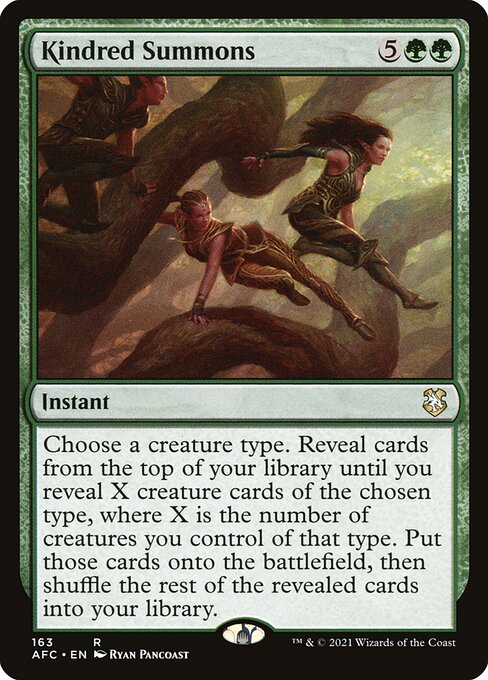 Kindred Summons 5
Instant
Choose a creature type. Reveal cards
from the top of your library until you
reveal X creature cards of the chosen
type, where X is the number of
creatures you control of that type. Put
those cards onto the battlefield, then
shuffle the rest of the revealed cards
into your library.
163 R
AFC • EN Ryan Pancoast
™ & © 2021 Wizards of the Coast